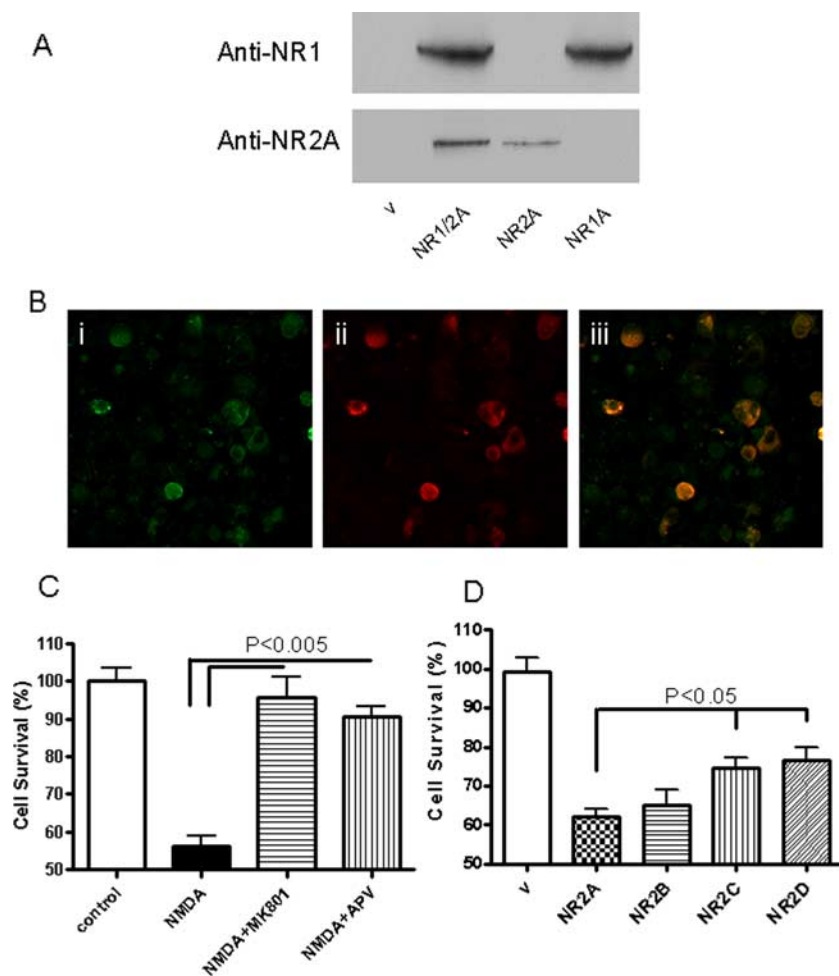 A
Anti-NR1
Anti-NR2A
v
NR1/2A
NR2A
NR1A
B
i
ii
iii
C
P<0.005
Cell Survival (%)
110
100
90
80
70
60
50
control
NMDA
NMDA+MK801
NMDA+APV
D
P<0.05
Cell Survival (%)
110
100
90
80
70
60
50
v
NR2A
NR2B
NR2C
NR2D